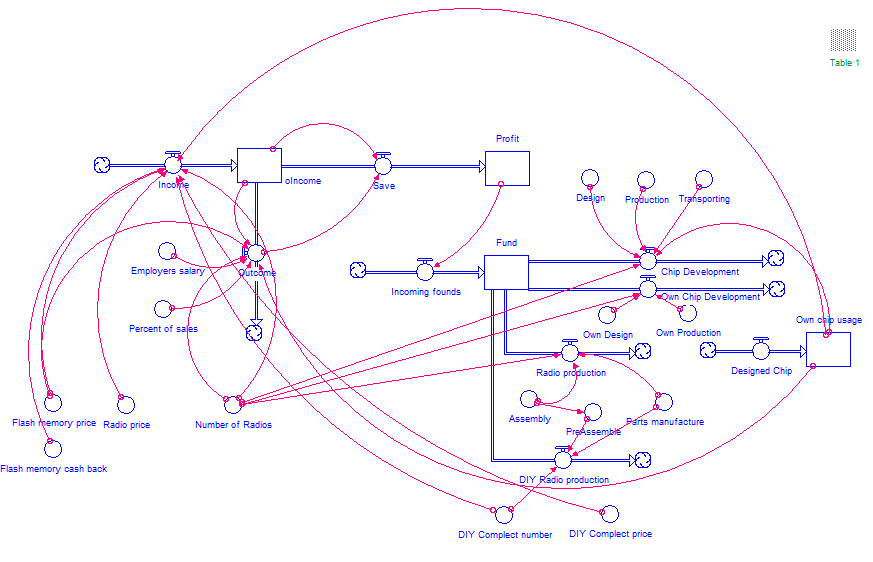 Table 1
Profit
Income
oIncome
Save
Design
Production
Transporting
Fund
Employers salary
Outcome
Incoming founds
Chip Development
Own Chip Development
Percent of sales
Own Design
Own Production
Own chip usage
Designed Chip
Radio production
Flash memory price
Radio price
Number of Radios
Assembly
PreAssemble
Parts manufacture
Flash memory cash back
DIY Radio production
DIY Complect number
DIY Complect price